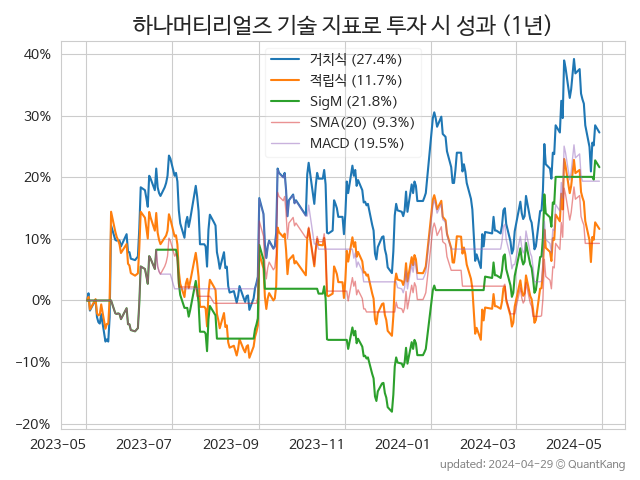 하나머티리얼즈 기술 지표로 투자 시 성과 (1년)
거치식 (27.4%)
적립식 (11.7%)
SigM (21.8%)
SMA(20) (9.3%)
MACD (19.5%)
40%
30%
20%
10%
0%
−10%
−20%
2023-05 2023-07 2023-09 2023-11 2024-01 2024-03 2024-05
updated: 2024-04-29 © QuantKang